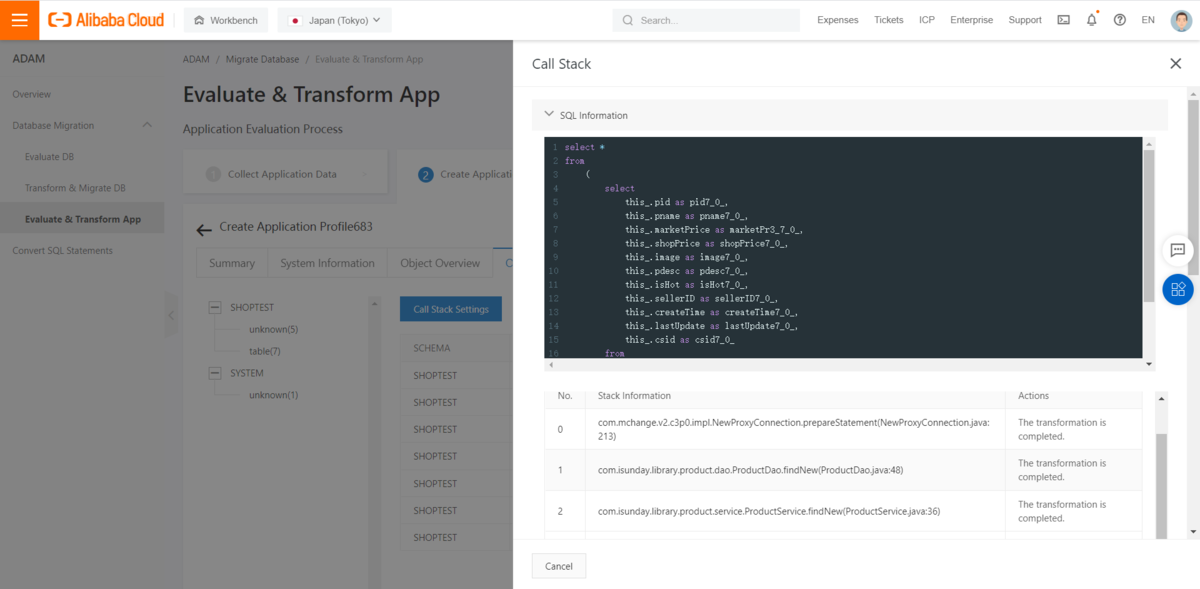 Alibaba Cloud
Workbench
Japan (Tokyo)
Search...
Expenses
Tickets
ICP
Enterprise
Support
EN
ADAM
Overview
Database Migration
Evaluate DB
Transform & Migrate DB
Evaluate & Transform App
Convert SQL Statements
ADAM / Migrate Database / Evaluate & Transform App
Evaluate & Transform App
Application Evaluation Process
1 Collect Application Data
2 Create Applicati
Create Application Profile683
Summary
System Information
Object Overview
SHOPTEST
unknown(5)
table(7)
SYSTEM
unknown(1)
Call Stack Settings
SCHEMA
SHOPTEST
SHOPTEST
SHOPTEST
SHOPTEST
SHOPTEST
SHOPTEST
SHOPTEST
Call Stack
SQL Information
1 select *
2 from
3 (
4 select
5 this_.pid as pid7_0_,
6 this_.pname as pname7_0_,
7 this_.marketPrice as marketPr3_7_0_,
8 this_.shopPrice as shopPrice7_0_,
9 this_.image as image7_0_,
10 this_.pdesc as pdesc7_0_,
11 this_.isHot as isHot7_0_,
12 this_.sellerID as sellerID7_0_,
13 this_.createTime as createTime7_0_,
14 this_.lastUpdate as lastUpdate7_0_,
15 this_.csid as csid7_0_
16 from
No. Stack Information Actions
0 com.mchange.v2.c3p0.impl.NewProxyConnection.prepareStatement(NewProxyConnection.java:
213)
The transformation is
completed.
1 com.isunday.library.product.dao.ProductDao.findNew(ProductDao.java:48)
The transformation is
completed.
2 com.isunday.library.product.service.ProductService.findNew(ProductService.java:36)
The transformation is
completed.
Cancel